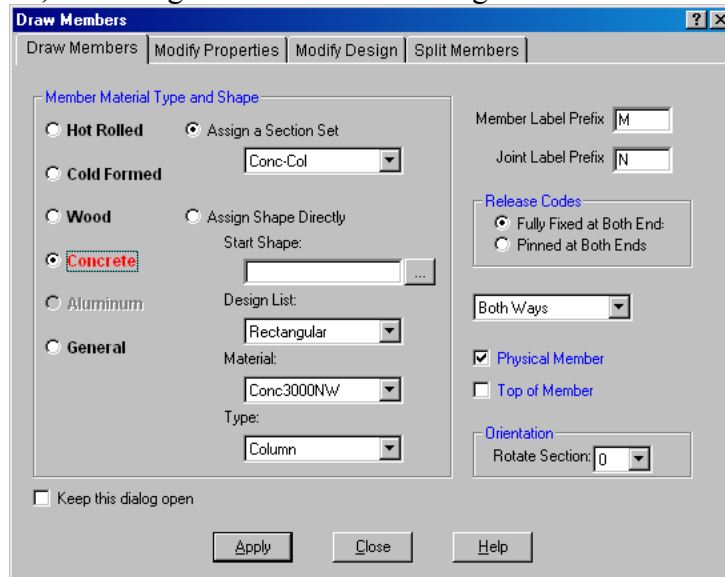 Draw Members
Draw Members Modify Properties Modify Design Split Members
Member Material Type and Shape
Hot Rolled
Cold Formed
Wood
Concrete
Aluminum
General
Assign a Section Set
Conc-Col
Assign Shape Directly
Start Shape:
...
Design List:
Rectangular
Material:
Conc3000NW
Type:
Column
Member Label Prefix M
Joint Label Prefix N
Release Codes
Fully Fixed at Both End:
Pinned at Both Ends
Both Ways
Physical Member
Top of Member
Orientation
Rotate Section: 0
Keep this dialog open
Apply Close Help